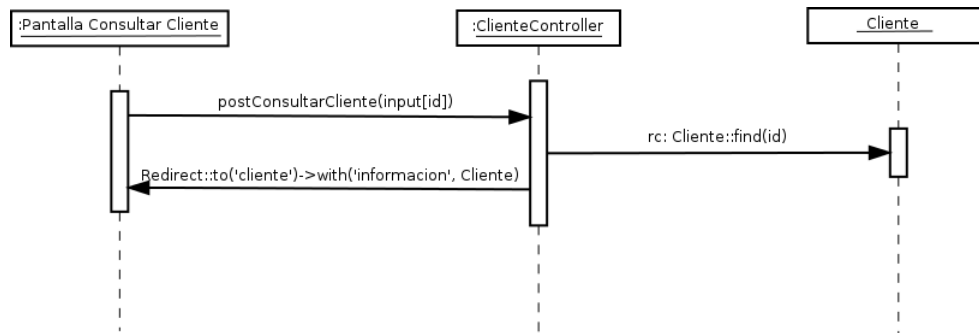 :Pantalla Consultar Cliente
:ClienteController
Cliente
postConsultarCliente(input[id])
rc: Cliente::find(id)
Redirect::to('cliente')->with('informacion', Cliente)